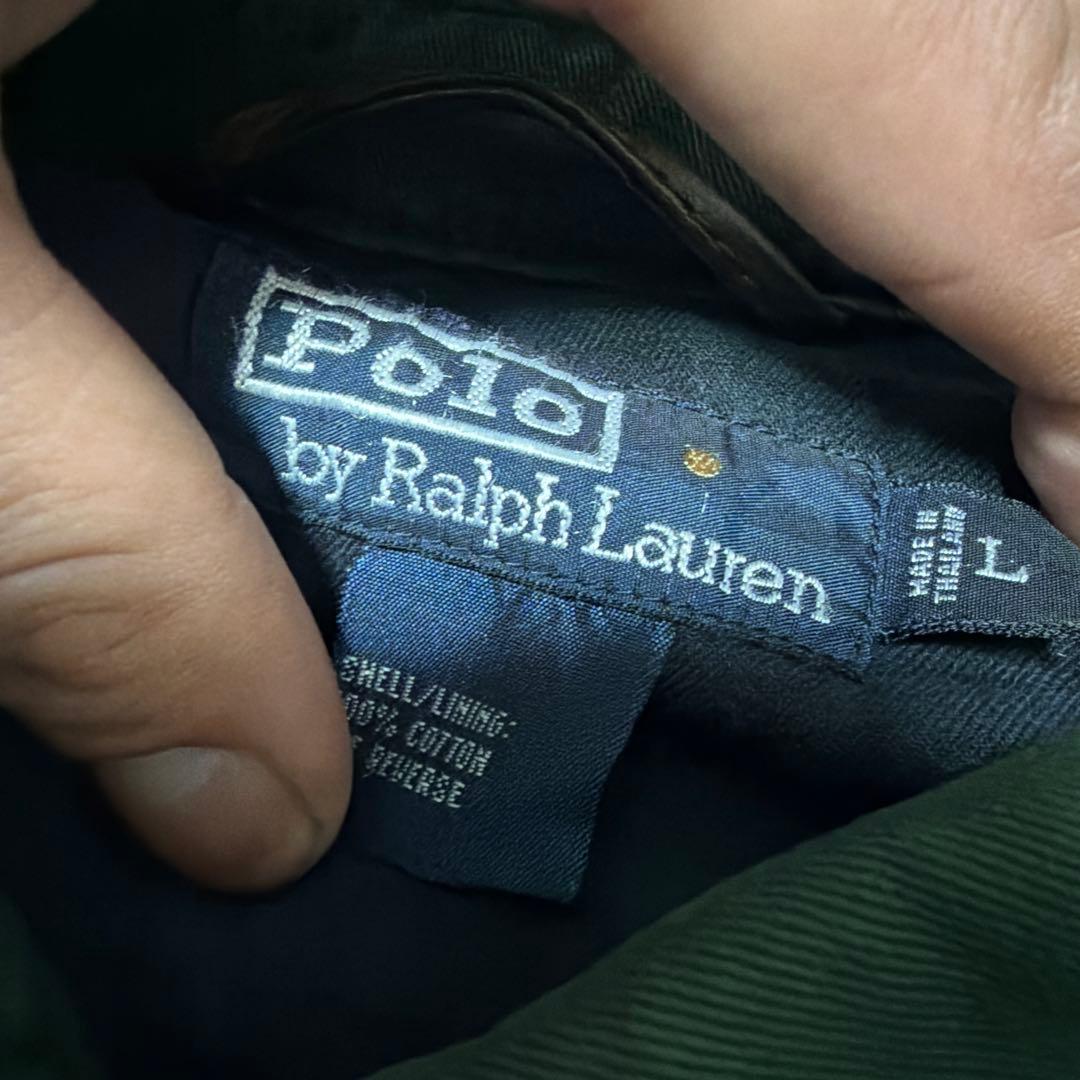 Polo
by Ralph Lauren
L
MADE IN
THAILAND
SHELL/LINING:
100% COTTON
REVERSE